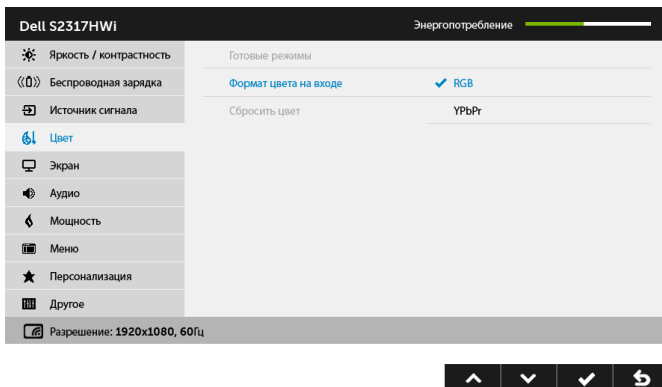 Dell S2317HWi
Энергопотребление
Яркость / контрастность
Готовые режимы
Беспроводная зарядка
Формат цвета на входе
RGB
Источник сигнала
Сбросить цвет
YPbPr
Цвет
Экран
Аудио
Мощность
Меню
Персонализация
Другое
Разрешение: 1920x1080, 60Гц